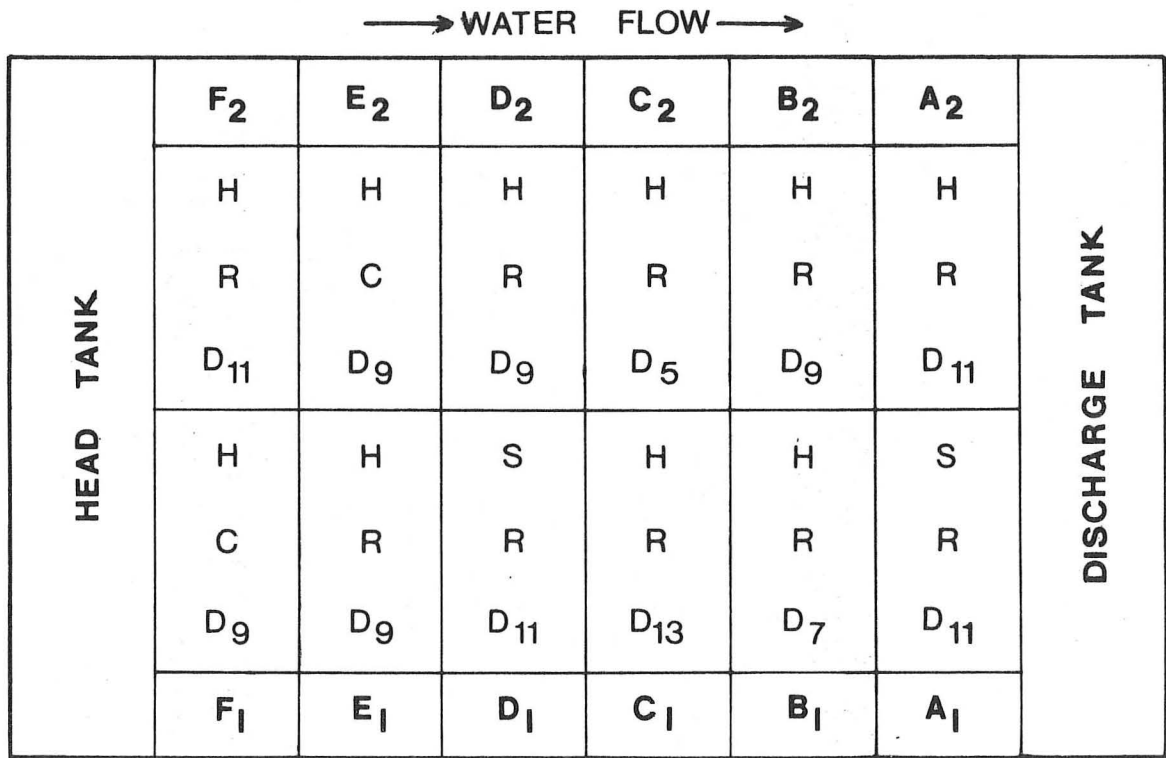 WATER FLOW
F2 E2 D2 C2 B2 A2
H H H H H H
R C R R R R
D11 D9 D9 D5 D9 D11
HEAD TANK
DISCHARGE TANK
H H S H H S
C R R R R R
D9 D9 D11 D13 D7 D11
F1 E1 D1 C1 B1 A1